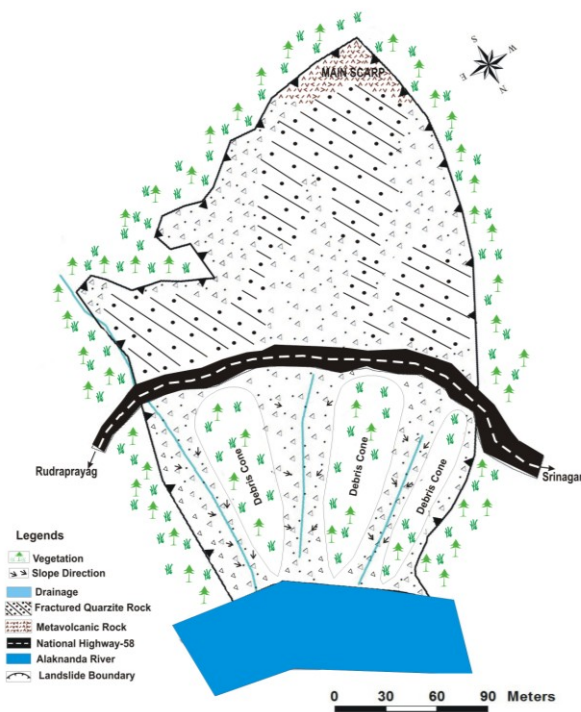 S
W
E
N
MAIN SCARP
Debris Cone
Debris Cone
Debris Cone
Rudraprayag
Srinagar
Legends
Vegetation
Slope Direction
Drainage
Fractured Quarzite Rock
Metavolcanic Rock
National Highway-58
Alaknanda River
Landslide Boundary
0 30 60 90 Meters